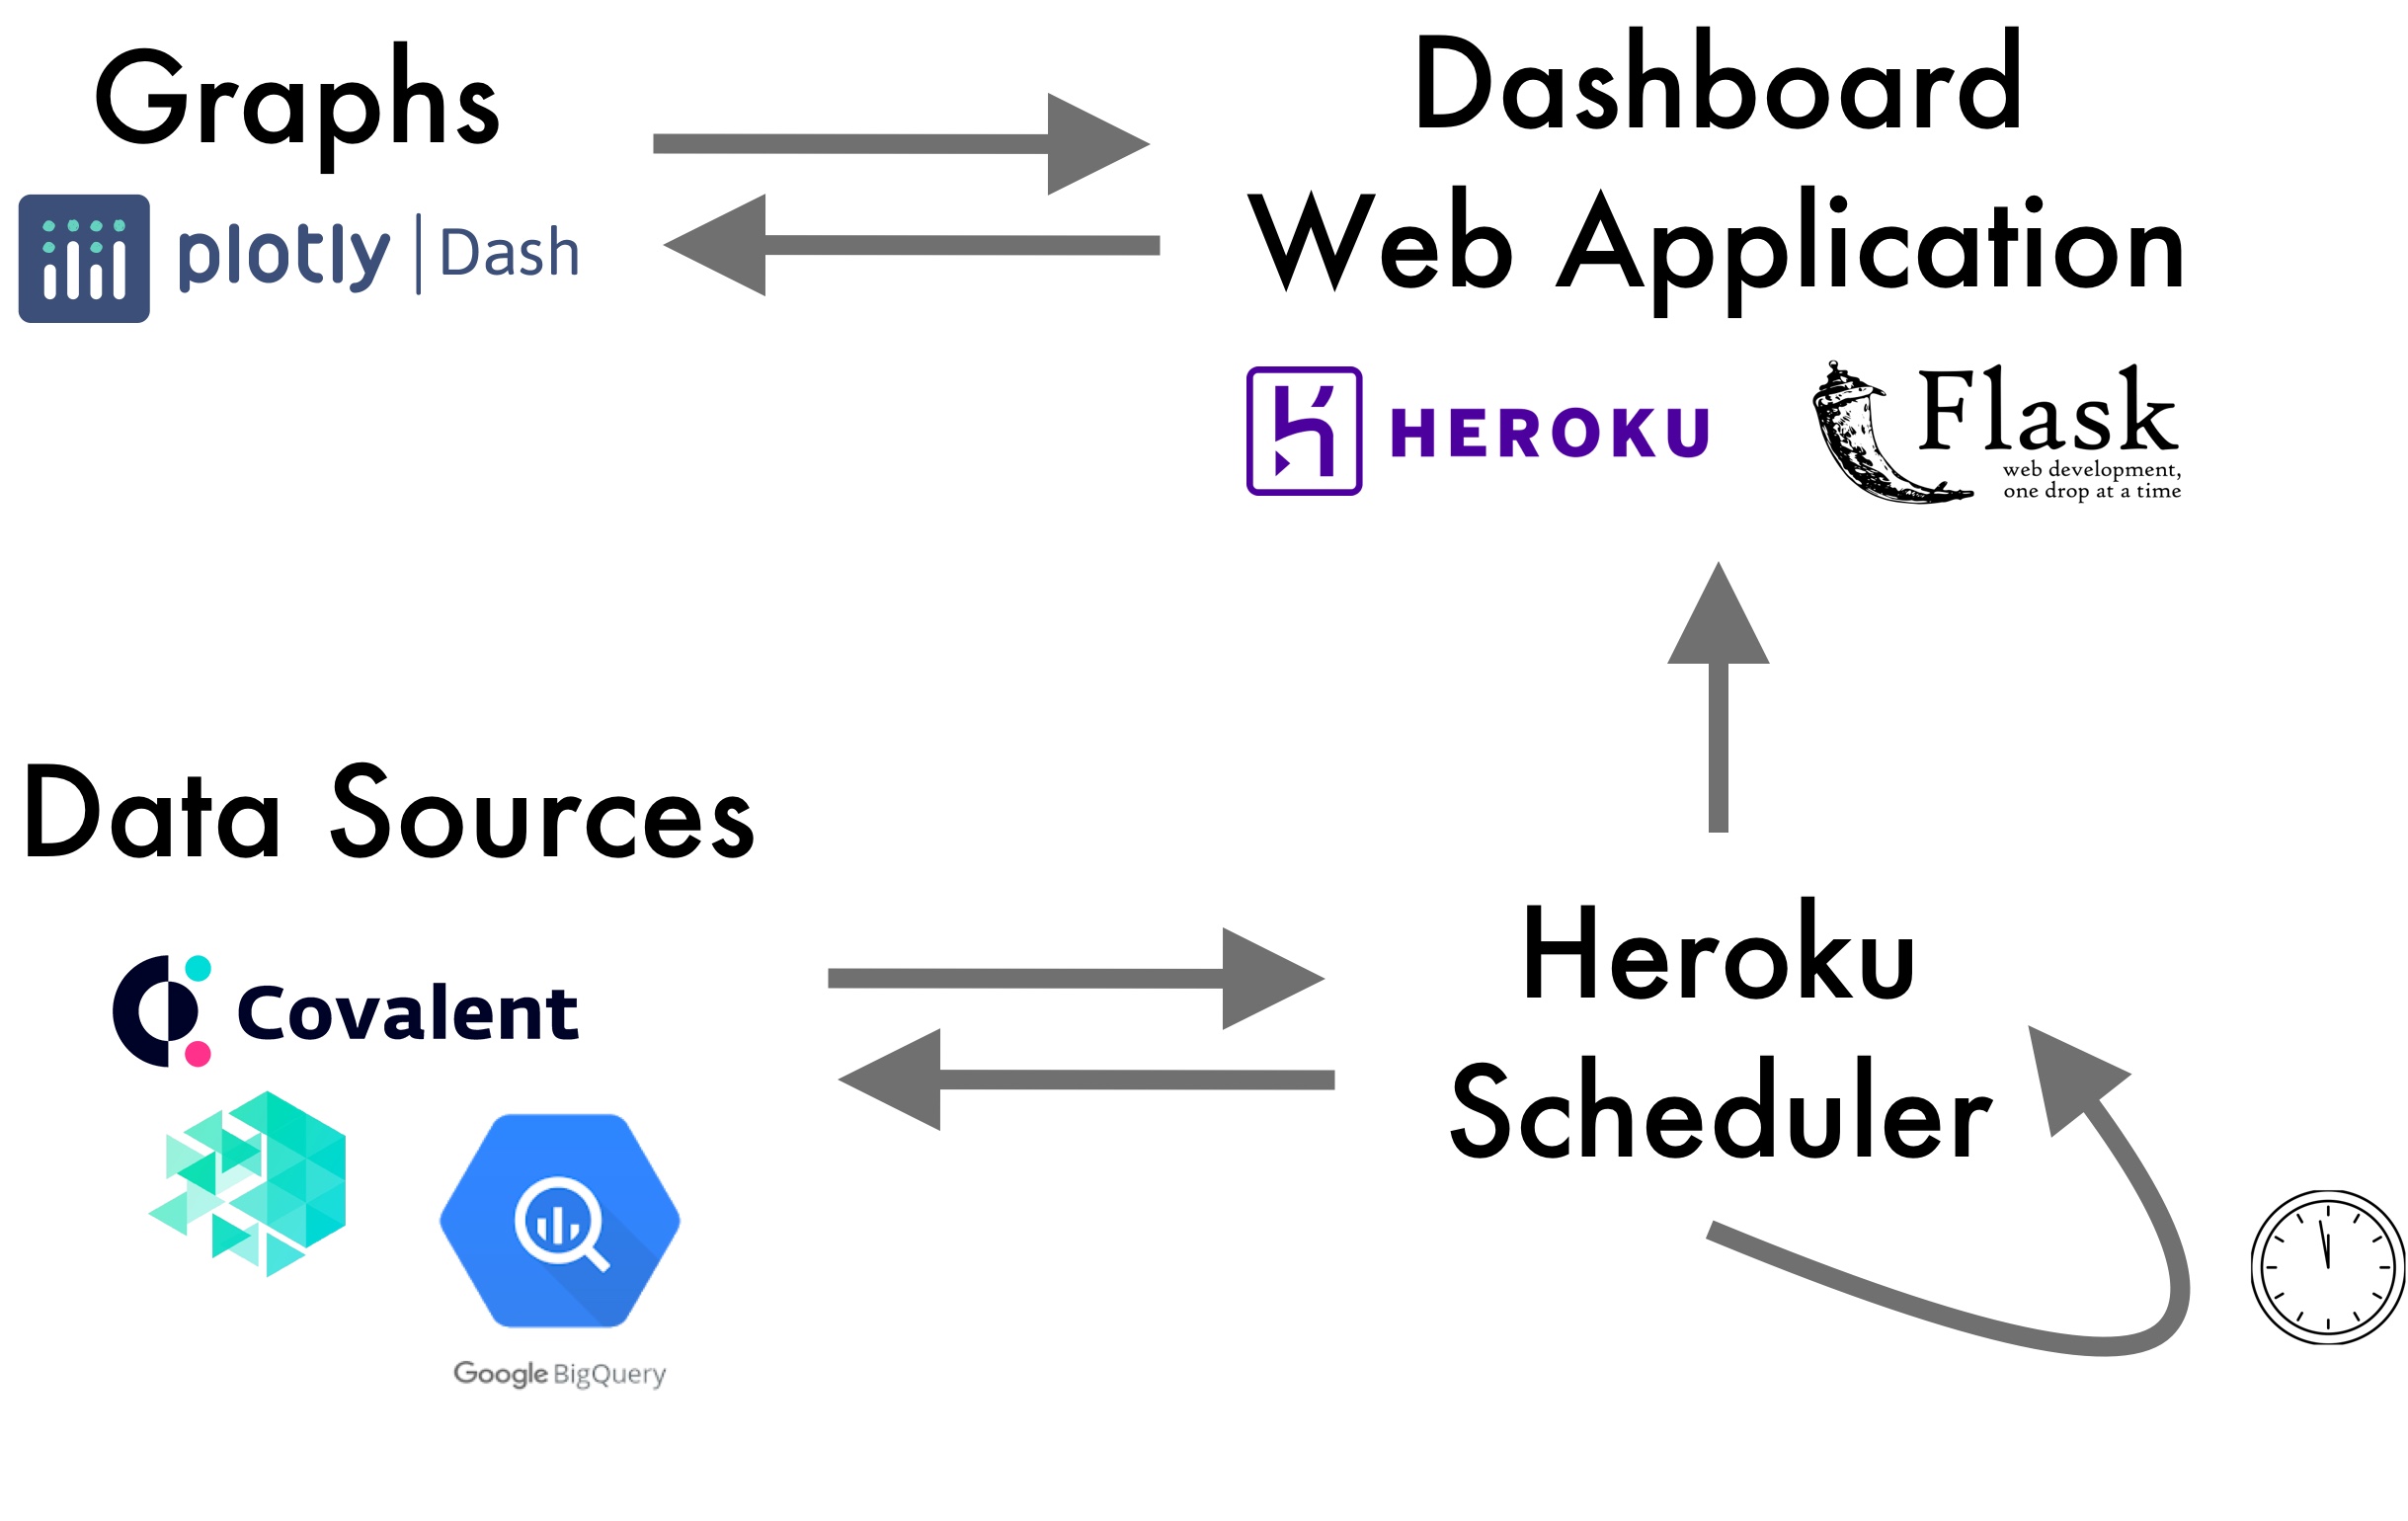 Graphs
plotly | Dash
Dashboard
Web Application
HEROKU
Flask
web development,
one drop at a time
Data Sources
Covalent
Google BigQuery
Heroku
Scheduler